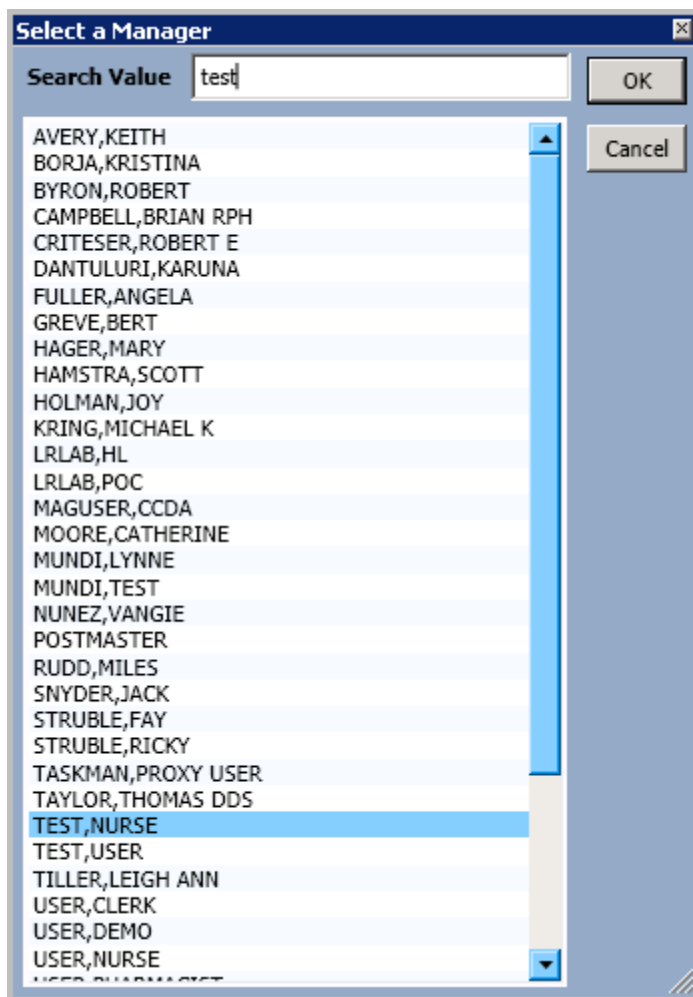 Select a Manager
Search Value test
OK
Cancel
AVERY,KEITH
BORJA,KRISTINA
BYRON,ROBERT
CAMPBELL,BRIAN RPH
CRITESER,ROBERT E
DANTULURI,KARUNA
FULLER,ANGELA
GREVE,BERT
HAGER,MARY
HAMSTRA,SCOTT
HOLMAN,JOY
KRING,MICHAEL K
LRLAB,HL
LRLAB,POC
MAGUSER,CCDA
MOORE,CATHERINE
MUNDI,LYNNE
MUNDI,TEST
NUNEZ,VANGIE
POSTMASTER
RUDD,MILES
SNYDER,JACK
STRUBLE,FAY
STRUBLE,RICKY
TASKMAN,PROXY USER
TAYLOR,THOMAS DDS
TEST,NURSE
TEST,USER
TILLER,LEIGH ANN
USER,CLERK
USER,DEMO
USER,NURSE